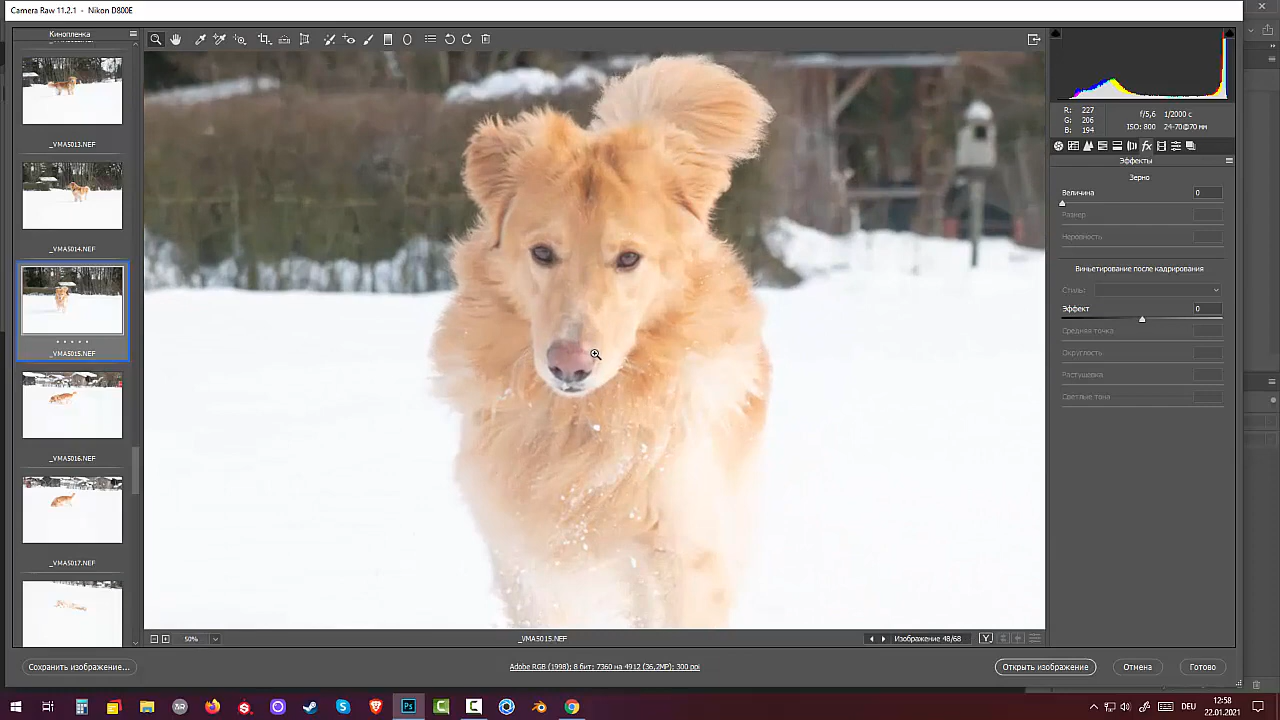 Camera Raw 11.2.1 - Nikon D800E
Кинопленка
_VMA5013.NEF
_VMA5014.NEF
_VMA5015.NEF
_VMA5016.NEF
_VMA5017.NEF
50%
_VMA5015.NEF
Изображение 48/68
Y
R: 227
G: 206
B: 194
f/5,6 1/2000 с
ISO: 800 24-70@70 мм
fx
Эффекты
Зерно
Величина 0
Размер
Неровность
Виньетирование после кадрирования
Стиль:
Эффект 0
Средняя точка
Округлость
Растушовка
Светлые тона
Сохранить изображение...
Adobe RGB (1998); 8 бит; 7360 на 4912 (36,2MP); 300 ppi
Открыть изображение
Отмена
Готово
Ps
DEU
12:58
22.01.2021